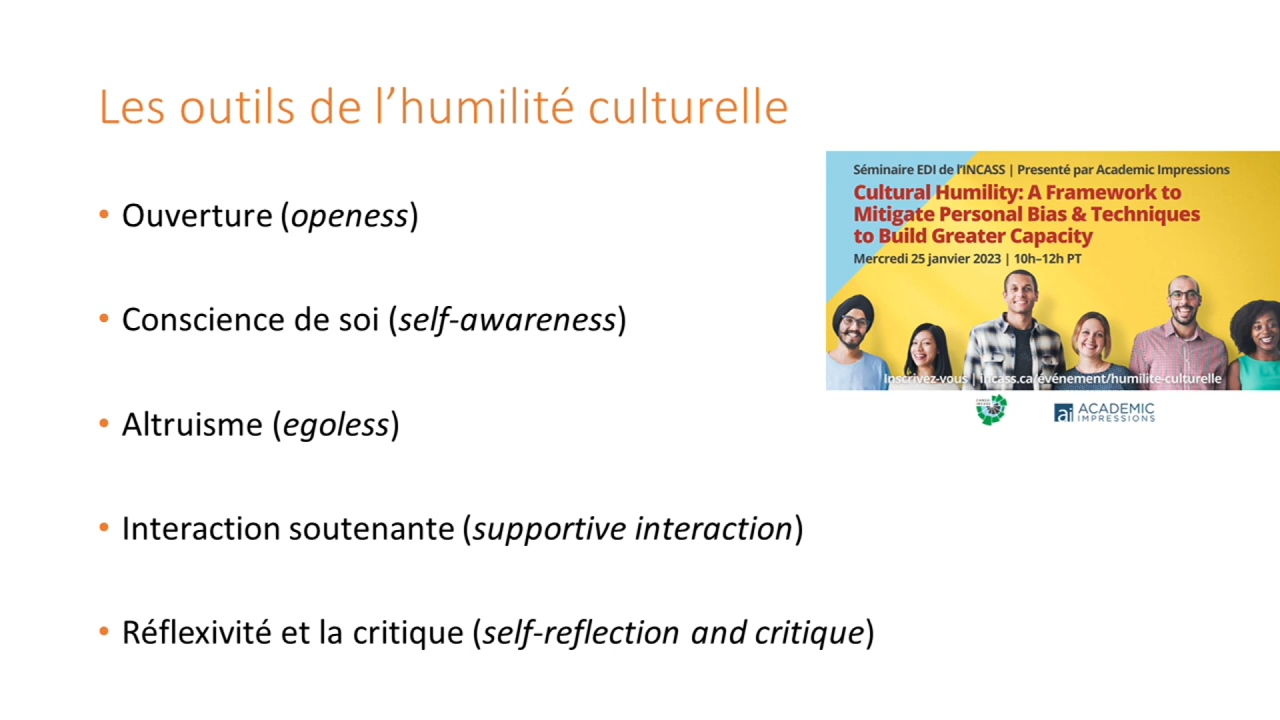 Les outils de l’humilité culturelle
• Ouverture (openess)
• Conscience de soi (self-awareness)
• Altruisme (egoless)
• Interaction soutenante (supportive interaction)
• Réflexivité et la critique (self-reflection and critique)
Séminaire EDI de l’INCASS | Presenté par Academic Impressions
Cultural Humility: A Framework to
Mitigate Personal Bias & Techniques
to Build Greater Capacity
Mercredi 25 janvier 2023 | 10h–12h PT
Inscrivez-vous | incass.ca/événement/humilite-culturelle
ai ACADEMIC
IMPRESSIONS